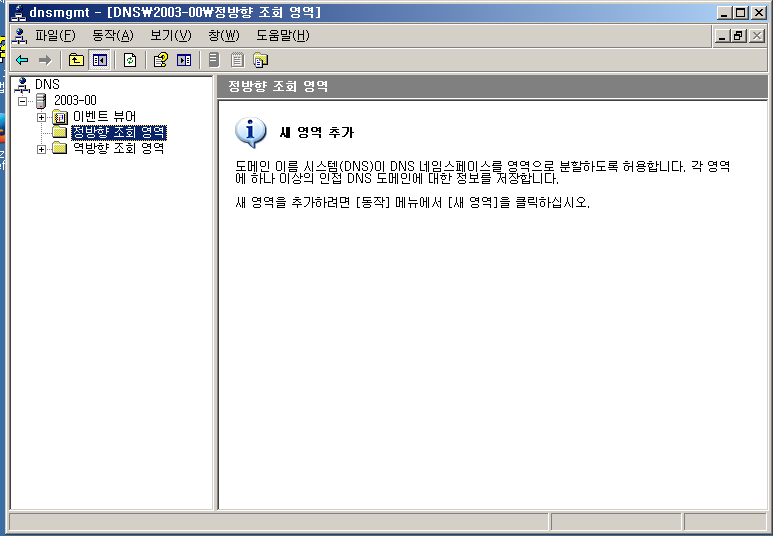 dnsmgmt - [DNS₩2003-00₩정방향 조회 영역]
파일(F) 동작(A) 보기(V) 창(W) 도움말(H)
DNS
2003-00
이벤트 뷰어
정방향 조회 영역
역방향 조회 영역
정방향 조회 영역
새 영역 추가
도메인 이름 시스템(DNS)이 DNS 네임스페이스를 영역으로 분할하도록 허용합니다. 각 영역
에 하나 이상의 인접 DNS 도메인에 대한 정보를 저장합니다.
새 영역을 추가하려면 [동작] 메뉴에서 [새 영역]을 클릭하십시오.